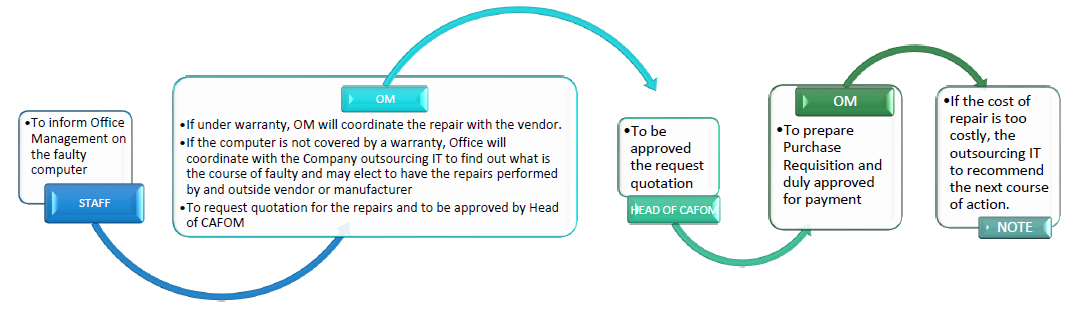 •To inform Office
Management on
the faulty
computer
STAFF
OM
•If under warranty, OM will coordinate the repair with the vendor.
•If the computer is not covered by a warranty, Office will
coordinate with the Company outsourcing IT to find out what is
the course of faulty and may elect to have the repairs performed
by and outside vendor or manufacturer
•To request quotation for the repairs and to be approved by Head
of CAFOM
•To be
approved
the request
quotation
HEAD OF CAFOM
OM
•To prepare
Purchase
Requisition and
duly approved
for payment
•If the cost of
repair is too
costly, the
outsourcing IT
to recommend
the next course
of action.
NOTE